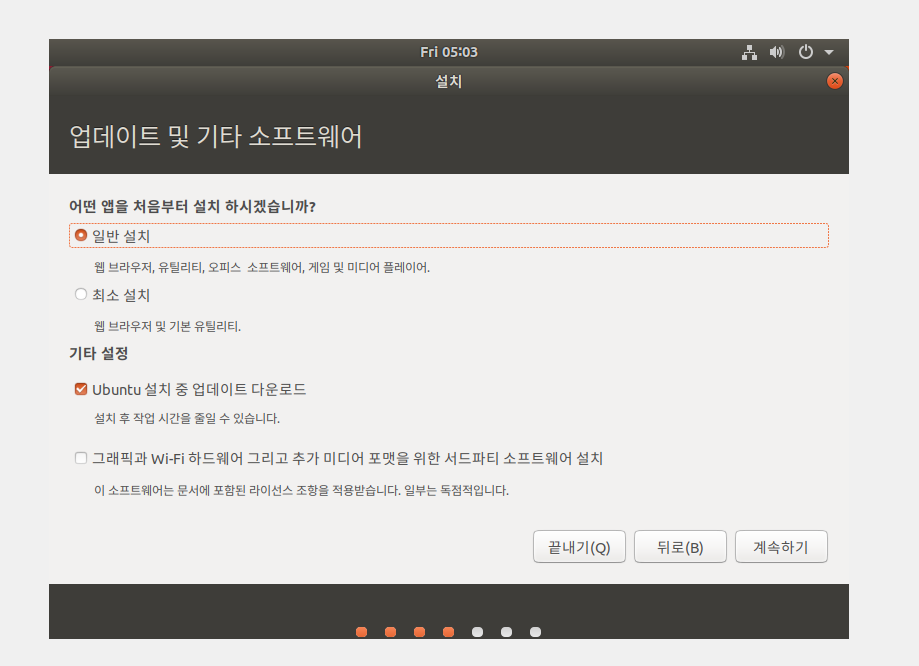 Fri 05:03
설치
업데이트 및 기타 소프트웨어
어떤 앱을 처음부터 설치 하시겠습니까?
일반 설치
웹 브라우저, 유틸리티, 오피스 소프트웨어, 게임 및 미디어 플레이어.
최소 설치
웹 브라우저 및 기본 유틸리티.
기타 설정
Ubuntu 설치 중 업데이트 다운로드
설치 후 작업 시간을 줄일 수 있습니다.
그래픽과 Wi-Fi 하드웨어 그리고 추가 미디어 포맷을 위한 서드파티 소프트웨어 설치
이 소프트웨어는 문서에 포함된 라이선스 조항을 적용받습니다. 일부는 독점적입니다.
끝내기(Q) 뒤로(B) 계속하기